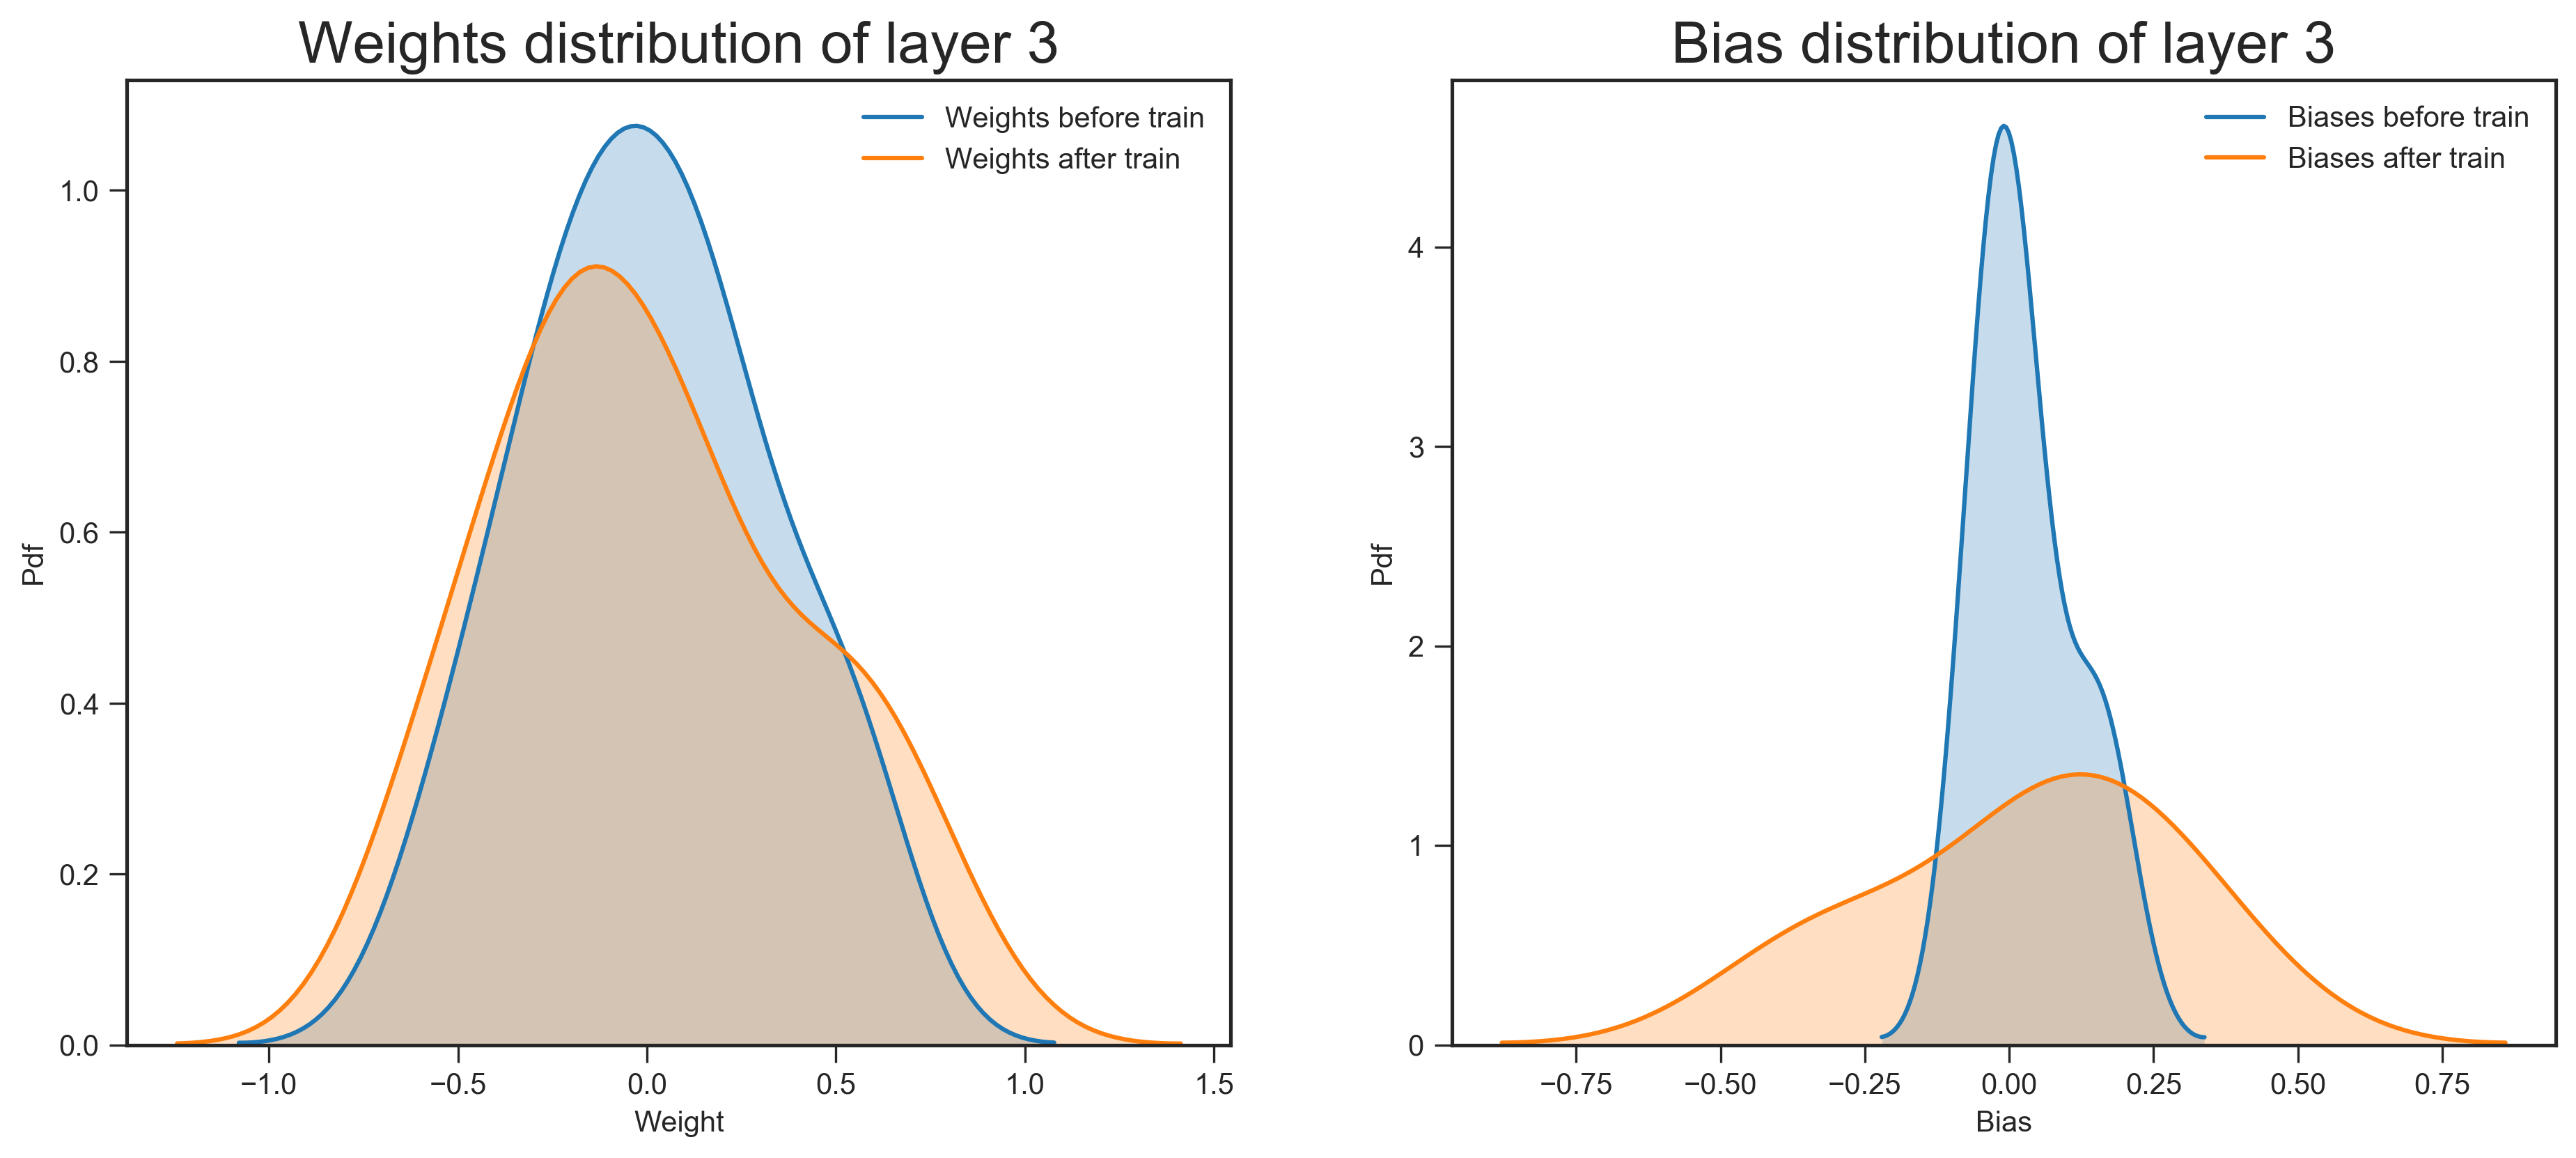 Weights distribution of layer 3
Weights before train
Weights after train
1.0
0.8
0.6
0.4
0.2
0.0
Pdf
−1.0
−0.5
0.0
0.5
1.0
1.5
Weight
Bias distribution of layer 3
Biases before train
Biases after train
4
3
2
1
0
Pdf
−0.75
−0.50
−0.25
0.00
0.25
0.50
0.75
Bias